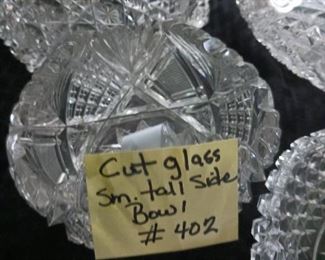 Cut glass
Sm. tall side
Bowl
# 402